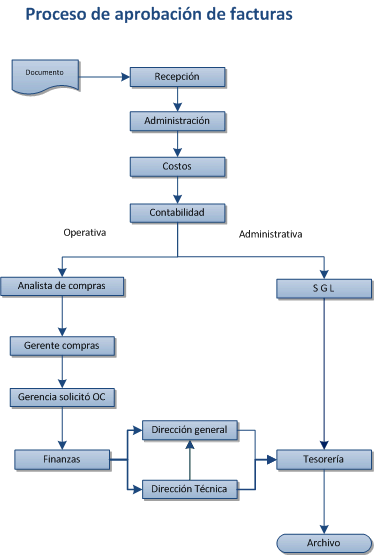 Proceso de aprobación de facturas
Documento
Recepción
Administración
Costos
Contabilidad
Operativa
Administrativa
Analista de compras
S G L
Gerente compras
Gerencia solicitó OC
Dirección general
Finanzas
Tesorería
Dirección Técnica
Archivo